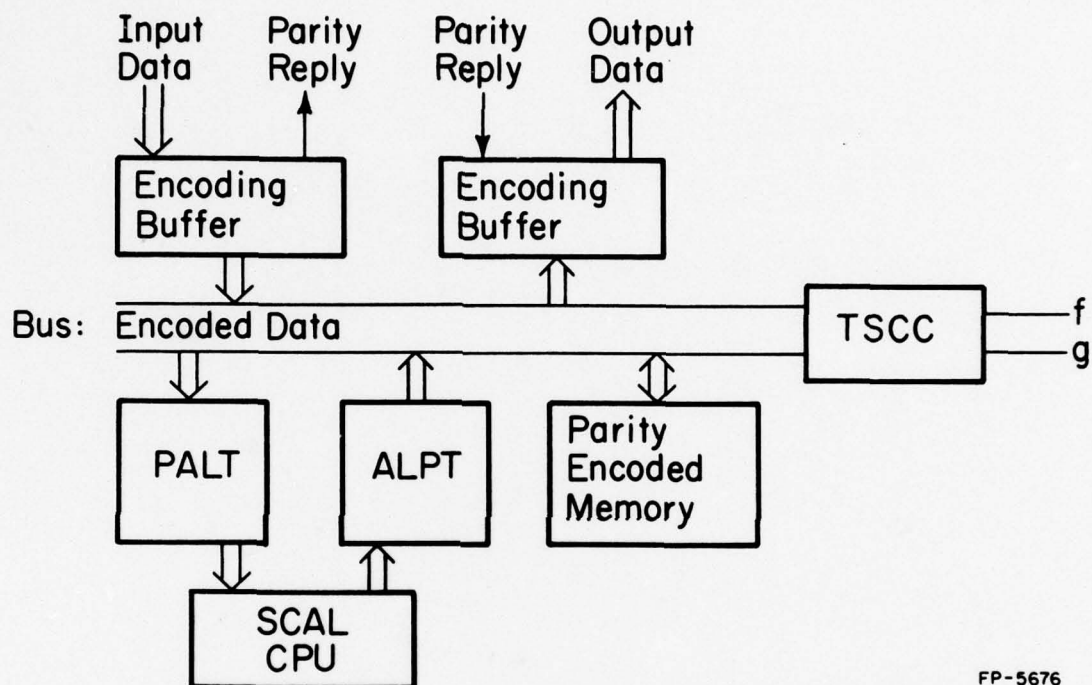 Input Data
Parity Reply
Parity Reply
Output Data
Encoding Buffer
Encoding Buffer
Bus: Encoded Data
TSCC
f
g
PALT
ALPT
Parity Encoded Memory
SCAL CPU
FP-5676